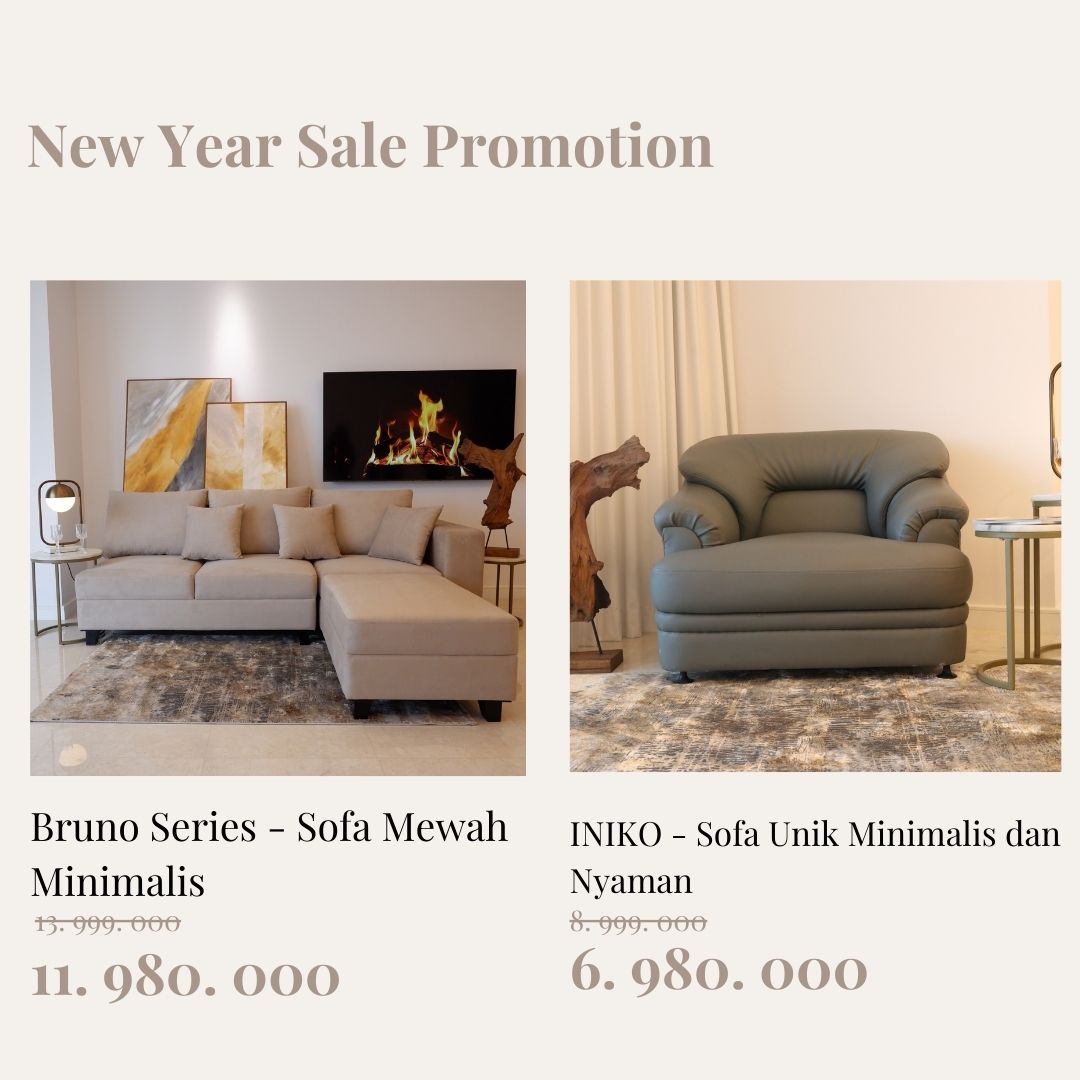 New Year Sale Promotion
Bruno Series - Sofa Mewah
Minimalis
13. 999. 000
11. 980. 000
INIKO - Sofa Unik Minimalis dan
Nyaman
8. 999. 000
6. 980. 000